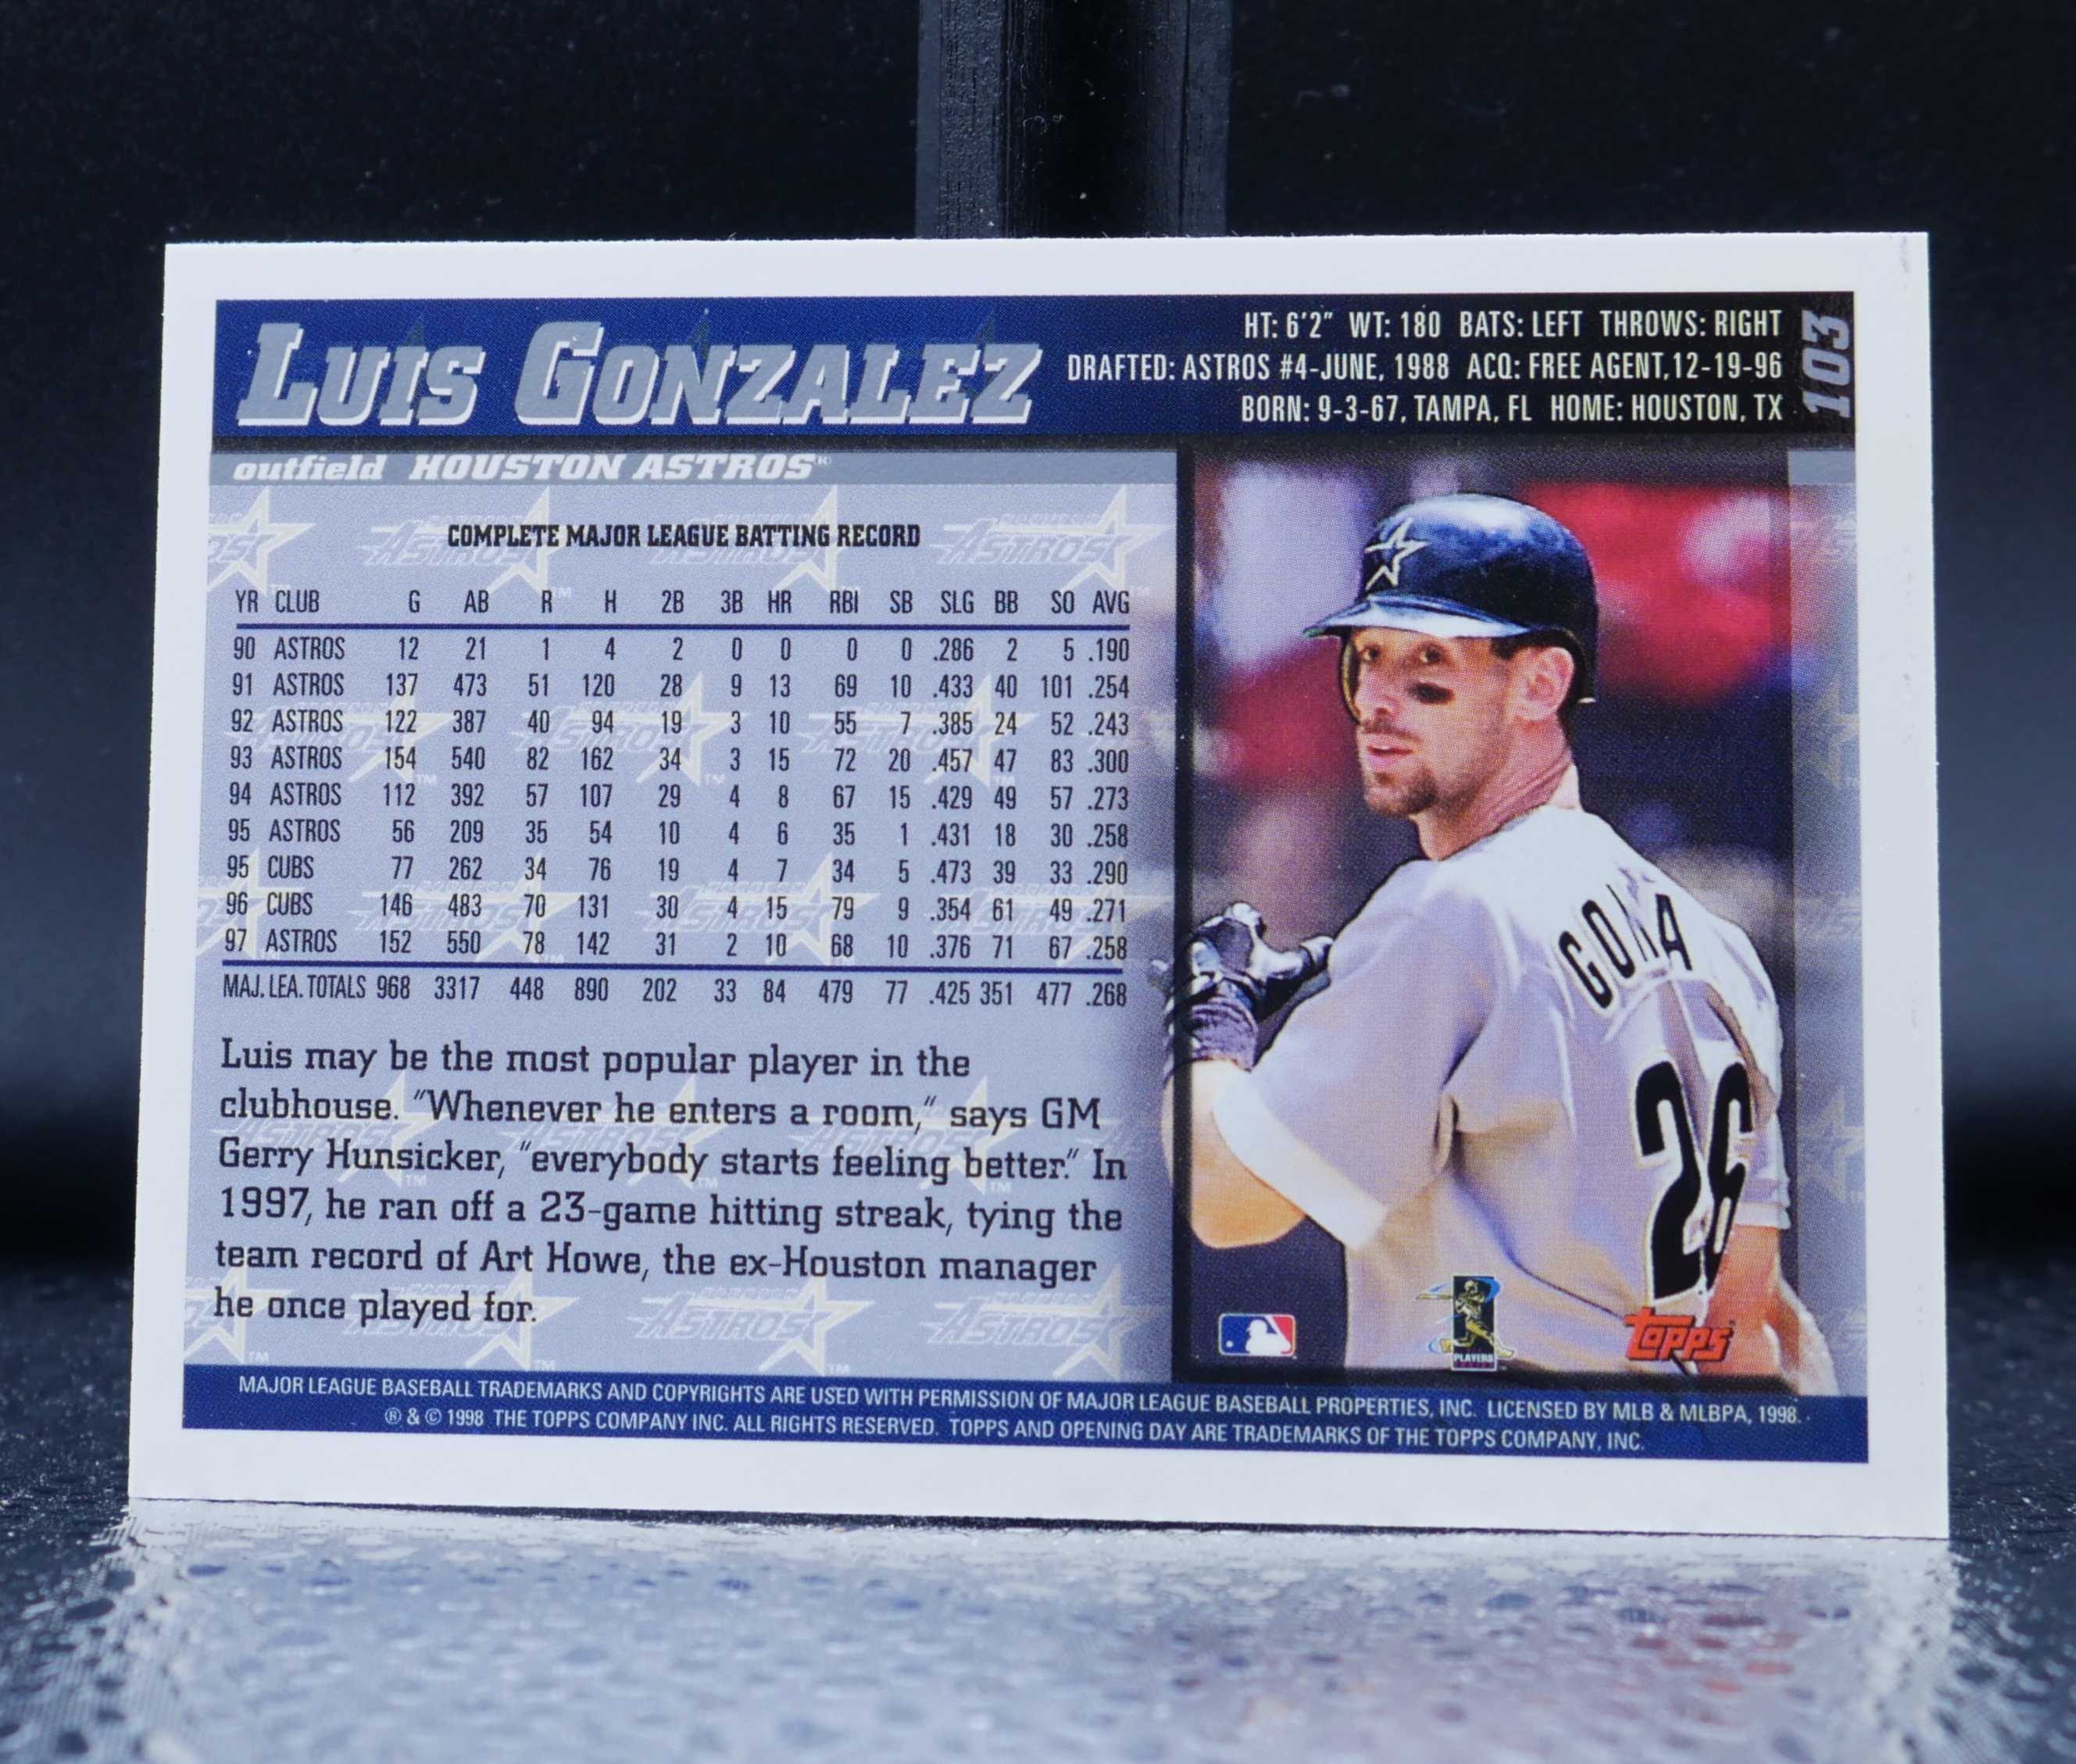 LUIS GONZALEZ
HT: 6'2" WT: 180 BATS: LEFT THROWS: RIGHT
DRAFTED: ASTROS #4-JUNE, 1988 ACQ: FREE AGENT, 12-19-96
BORN: 9-3-67, TAMPA, FL HOME: HOUSTON, TX
103
outfield HOUSTON ASTROS®
COMPLETE MAJOR LEAGUE BATTING RECORD
YR CLUB G AB R H 2B 3B HR RBI SB SLG BB SO AVG
90 ASTROS 12 21 1 4 2 0 0 0 0 .286 2 5 .190
91 ASTROS 137 473 51 120 28 9 13 69 10 .433 40 101 .254
92 ASTROS 122 387 40 94 19 3 10 55 7 .385 24 52 .243
93 ASTROS 154 540 82 162 34 3 15 72 20 .457 47 83 .300
94 ASTROS 112 392 57 107 29 4 8 67 15 .429 49 57 .273
95 ASTROS 56 209 35 54 10 4 6 35 1 .431 18 30 .258
95 CUBS 77 262 34 76 19 4 7 34 5 .473 39 33 .290
96 CUBS 146 483 70 131 30 4 15 79 9 .354 61 49 .271
97 ASTROS 152 550 78 142 31 2 10 68 10 .376 71 67 .258
MAJ. LEA. TOTALS 968 3317 448 890 202 33 84 479 77 .425 351 477 .268
Luis may be the most popular player in the
clubhouse. "Whenever he enters a room," says GM
Gerry Hunsicker, "everybody starts feeling better." In
1997, he ran off a 23-game hitting streak, tying the
team record of Art Howe, the ex-Houston manager
he once played for.
26
PLAYERS
TOPPS
MAJOR LEAGUE BASEBALL TRADEMARKS AND COPYRIGHTS ARE USED WITH PERMISSION OF MAJOR LEAGUE BASEBALL PROPERTIES, INC. LICENSED BY MLB & MLBPA, 1998.
® & © 1998 THE TOPPS COMPANY INC. ALL RIGHTS RESERVED. TOPPS AND OPENING DAY ARE TRADEMARKS OF THE TOPPS COMPANY, INC.